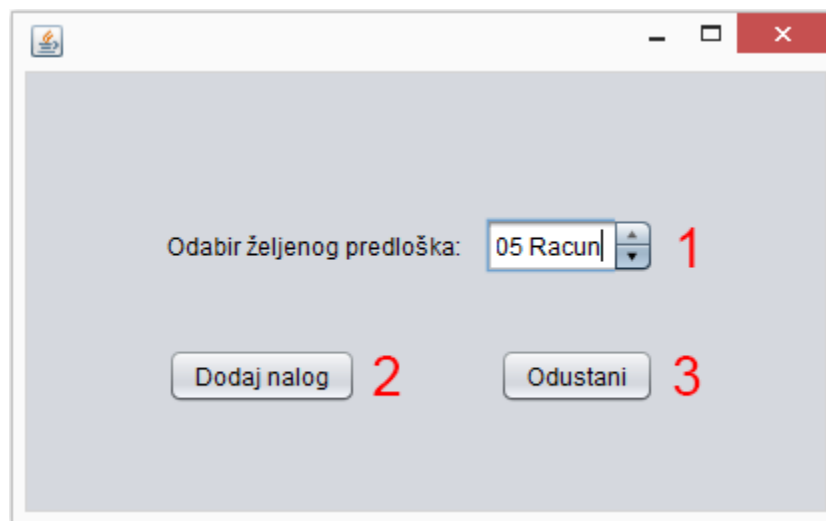 Odabir željenog predloška: 05 Racun 1
Dodaj nalog 2 Odustani 3